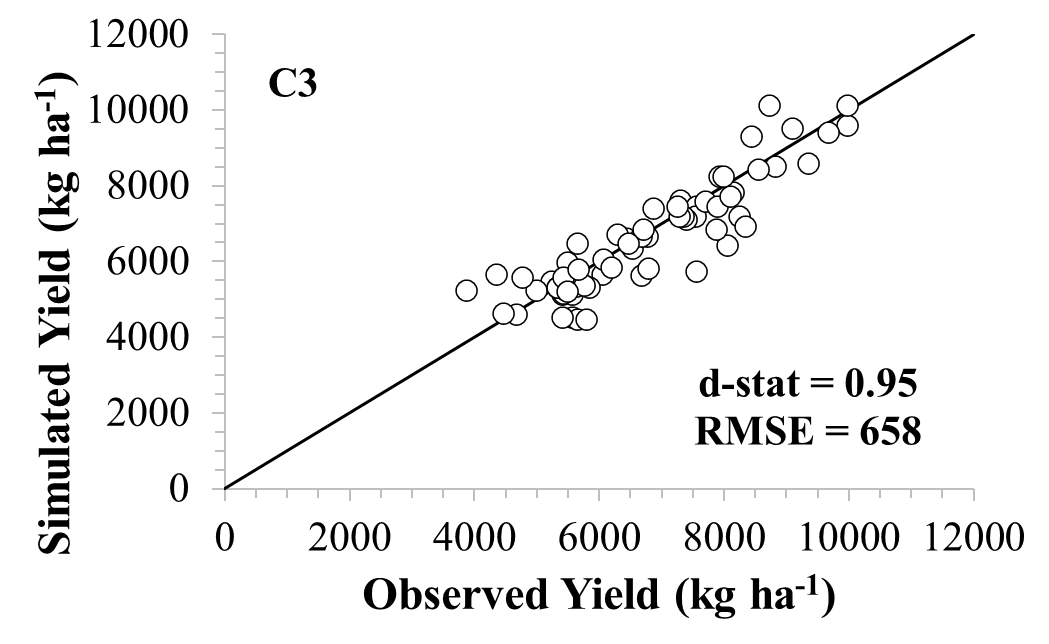 C3
Simulated Yield (kg ha⁻¹)
12000
10000
8000
6000
4000
2000
0
d-stat = 0.95
RMSE = 658
0 2000 4000 6000 8000 10000 12000
Observed Yield (kg ha⁻¹)